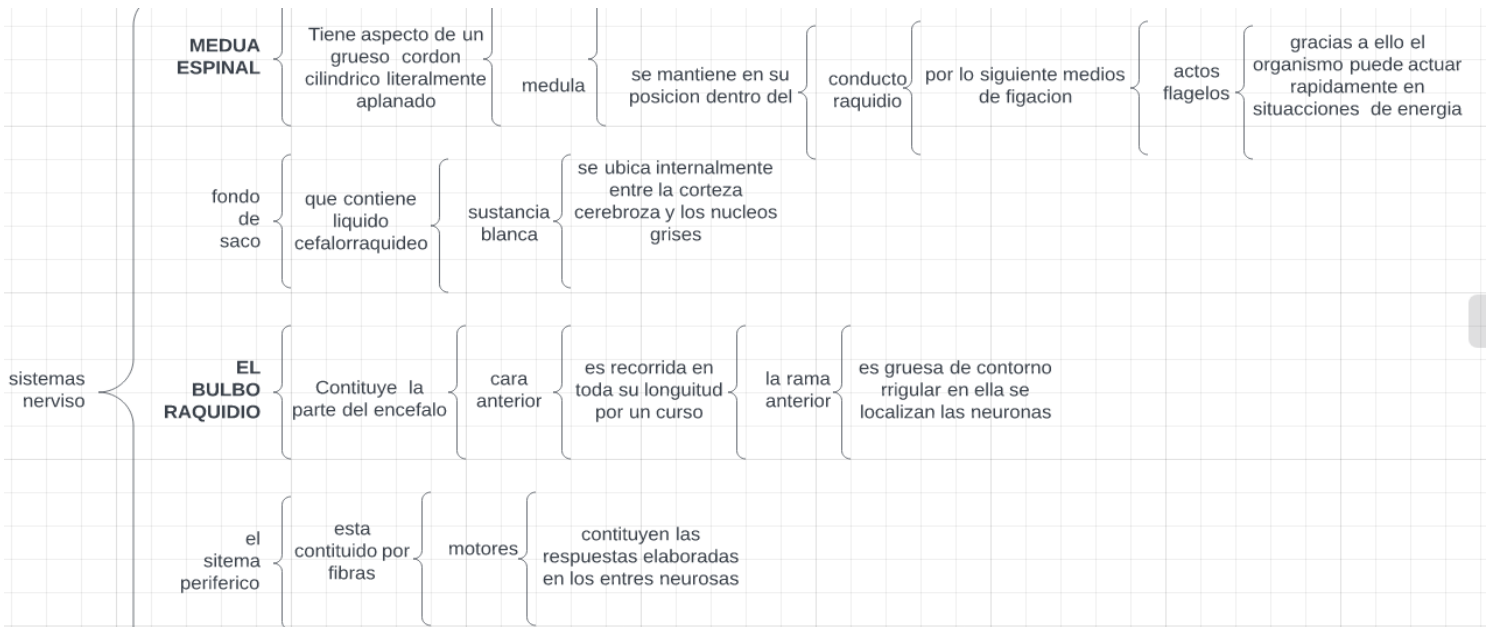 MEDUA
ESPINAL
Tiene aspecto de un
grueso cordon
cilindrico literalmente
aplanado
medula
se mantiene en su
posicion dentro del
conducto
raquidio
por lo siguiente medios
de figacion
actos
flagelos
gracias a ello el
organismo puede actuar
rapidamente en
situacciones de energia
fondo
de
saco
que contiene
liquido
cefalorraquideo
sustancia
blanca
se ubica internalmente
entre la corteza
cerebroza y los nucleos
grises
sistemas
nerviso
EL
BULBO
RAQUIDIO
Contituye la
parte del encefalo
cara
anterior
es recorrida en
toda su longuitud
por un curso
la rama
anterior
es gruesa de contorno
rrigular en ella se
localizan las neuronas
el
sitema
periferico
esta
contituido por
fibras
motores
contituyen las
respuestas elaboradas
en los entres neurosas